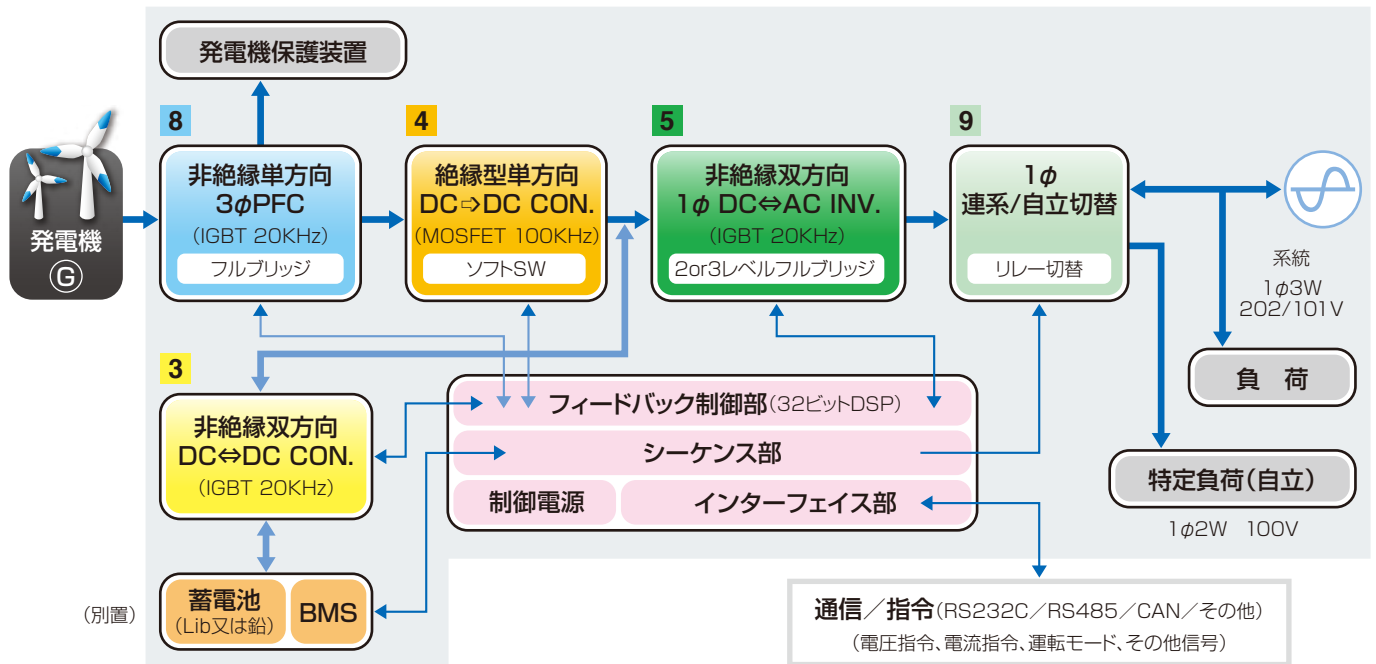 発電機保護装置
8
4
5
9
発電機
G
非絶縁単方向
3φPFC
(IGBT 20KHz)
フルブリッジ
絶縁型単方向
DC⇨DC CON.
(MOSFET 100KHz)
ソフトSW
非絶縁双方向
1φ DC⇔AC INV.
(IGBT 20KHz)
2or3レベルフルブリッジ
1φ
連系/自立切替
リレー切替
系統
1φ3W
202/101V
負 荷
特定負荷(自立)
1φ2W 100V
3
非絶縁双方向
DC⇔DC CON.
(IGBT 20KHz)
フィードバック制御部(32ビットDSP)
シーケンス部
制御電源
インターフェイス部
(別置)
蓄電池
(Lib又は鉛)
BMS
通信／指令(RS232C／RS485／CAN／その他)
(電圧指令、電流指令、運転モード、その他信号)